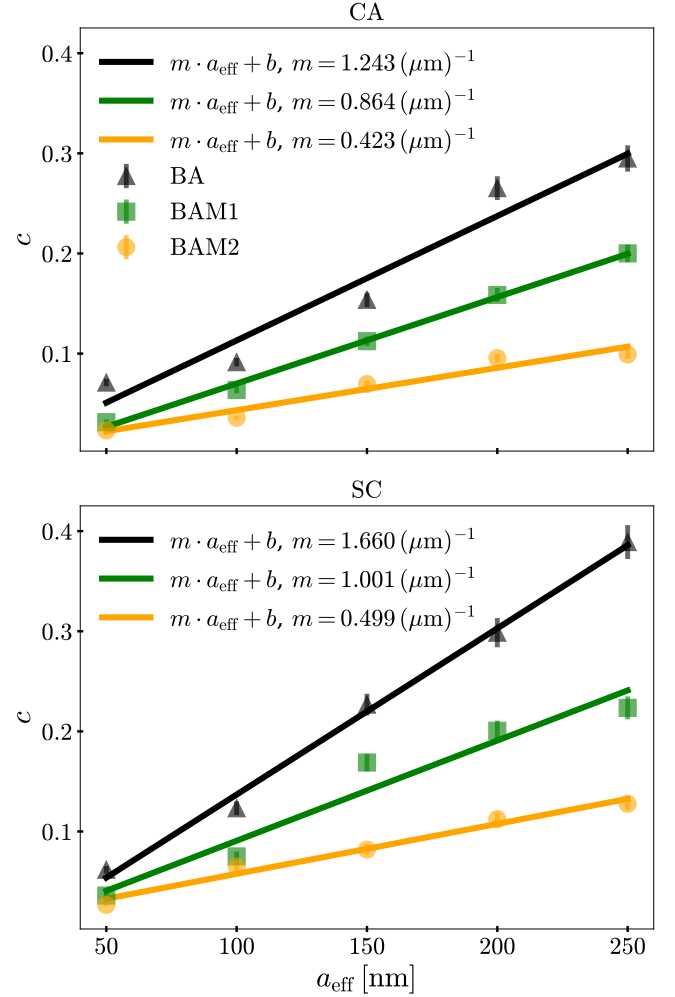 CA
0.4
0.3
0.2
0.1
c
m · a_eff + b, m = 1.243 (μm)⁻¹
m · a_eff + b, m = 0.864 (μm)⁻¹
m · a_eff + b, m = 0.423 (μm)⁻¹
BA
BAM1
BAM2
SC
0.4
0.3
0.2
0.1
c
m · a_eff + b, m = 1.660 (μm)⁻¹
m · a_eff + b, m = 1.001 (μm)⁻¹
m · a_eff + b, m = 0.499 (μm)⁻¹
50 100 150 200 250
a_eff [nm]